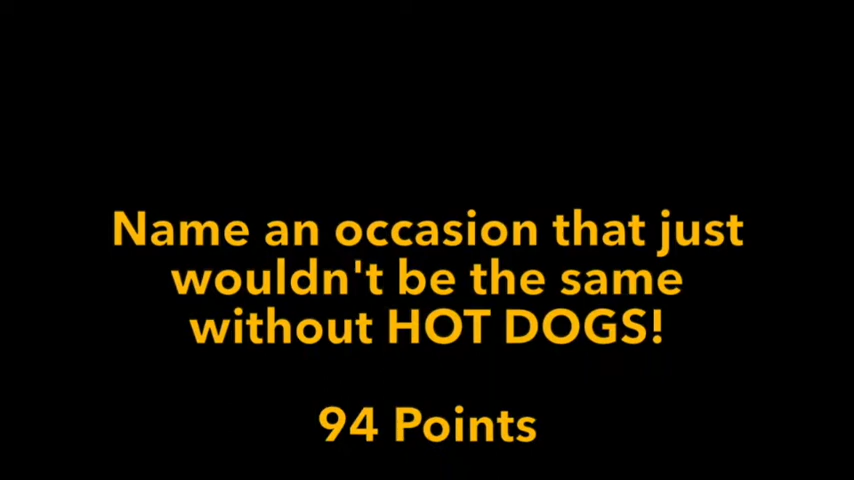 Name an occasion that just
wouldn't be the same
without HOT DOGS!
94 Points